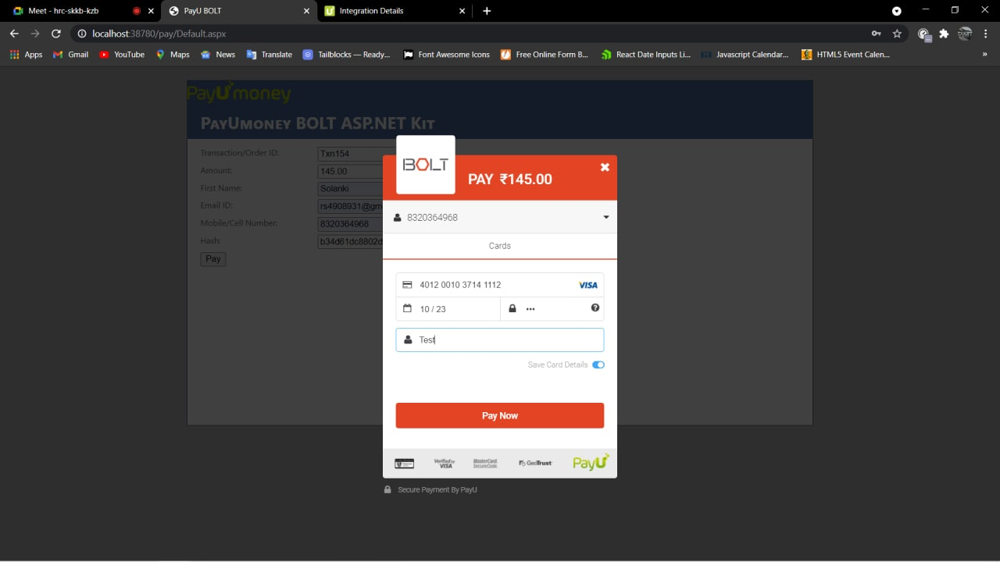 Meet - hrc-skkb-kzb
PayU BOLT
Integration Details
localhost:38780/pay/Default.aspx
Apps
Gmail
YouTube
Maps
News
Translate
Tailblocks — Ready...
Font Awesome Icons
Free Online Form B...
React Date Inputs Li...
Javascript Calendar...
HTML5 Event Calen...
»
PayUmoney
PayUmoney BOLT ASP.NET Kit
Transaction/Order ID: Txn154
Amount: 145.00
First Name: Solanki
Email ID: rs4908931@gm
Mobile/Cell Number: 8320364968
Hash: b34d61dc8802d
Pay
BOLT
PAY ₹145.00
8320364968
Cards
4012 0010 3714 1112 VISA
10 / 23 •••
Test
Save Card Details
Pay Now
Verified by VISA
MasterCard. SecureCode.
GeoTrust
PayU
Secure Payment By PayU